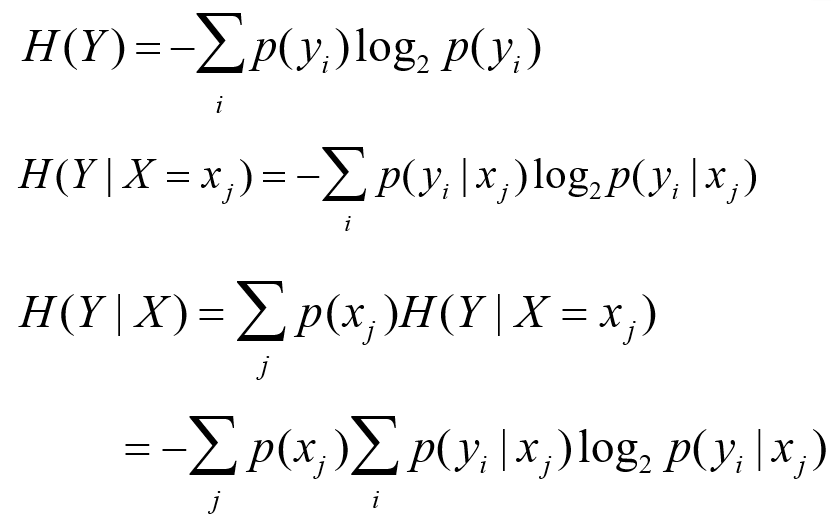 H(Y) = −∑_i p(y_i) log_2 p(y_i)
H(Y | X = x_j) = −∑_i p(y_i | x_j) log_2 p(y_i | x_j)
H(Y | X) = ∑_j p(x_j) H(Y | X = x_j)
= −∑_j p(x_j) ∑_i p(y_i | x_j) log_2 p(y_i | x_j)